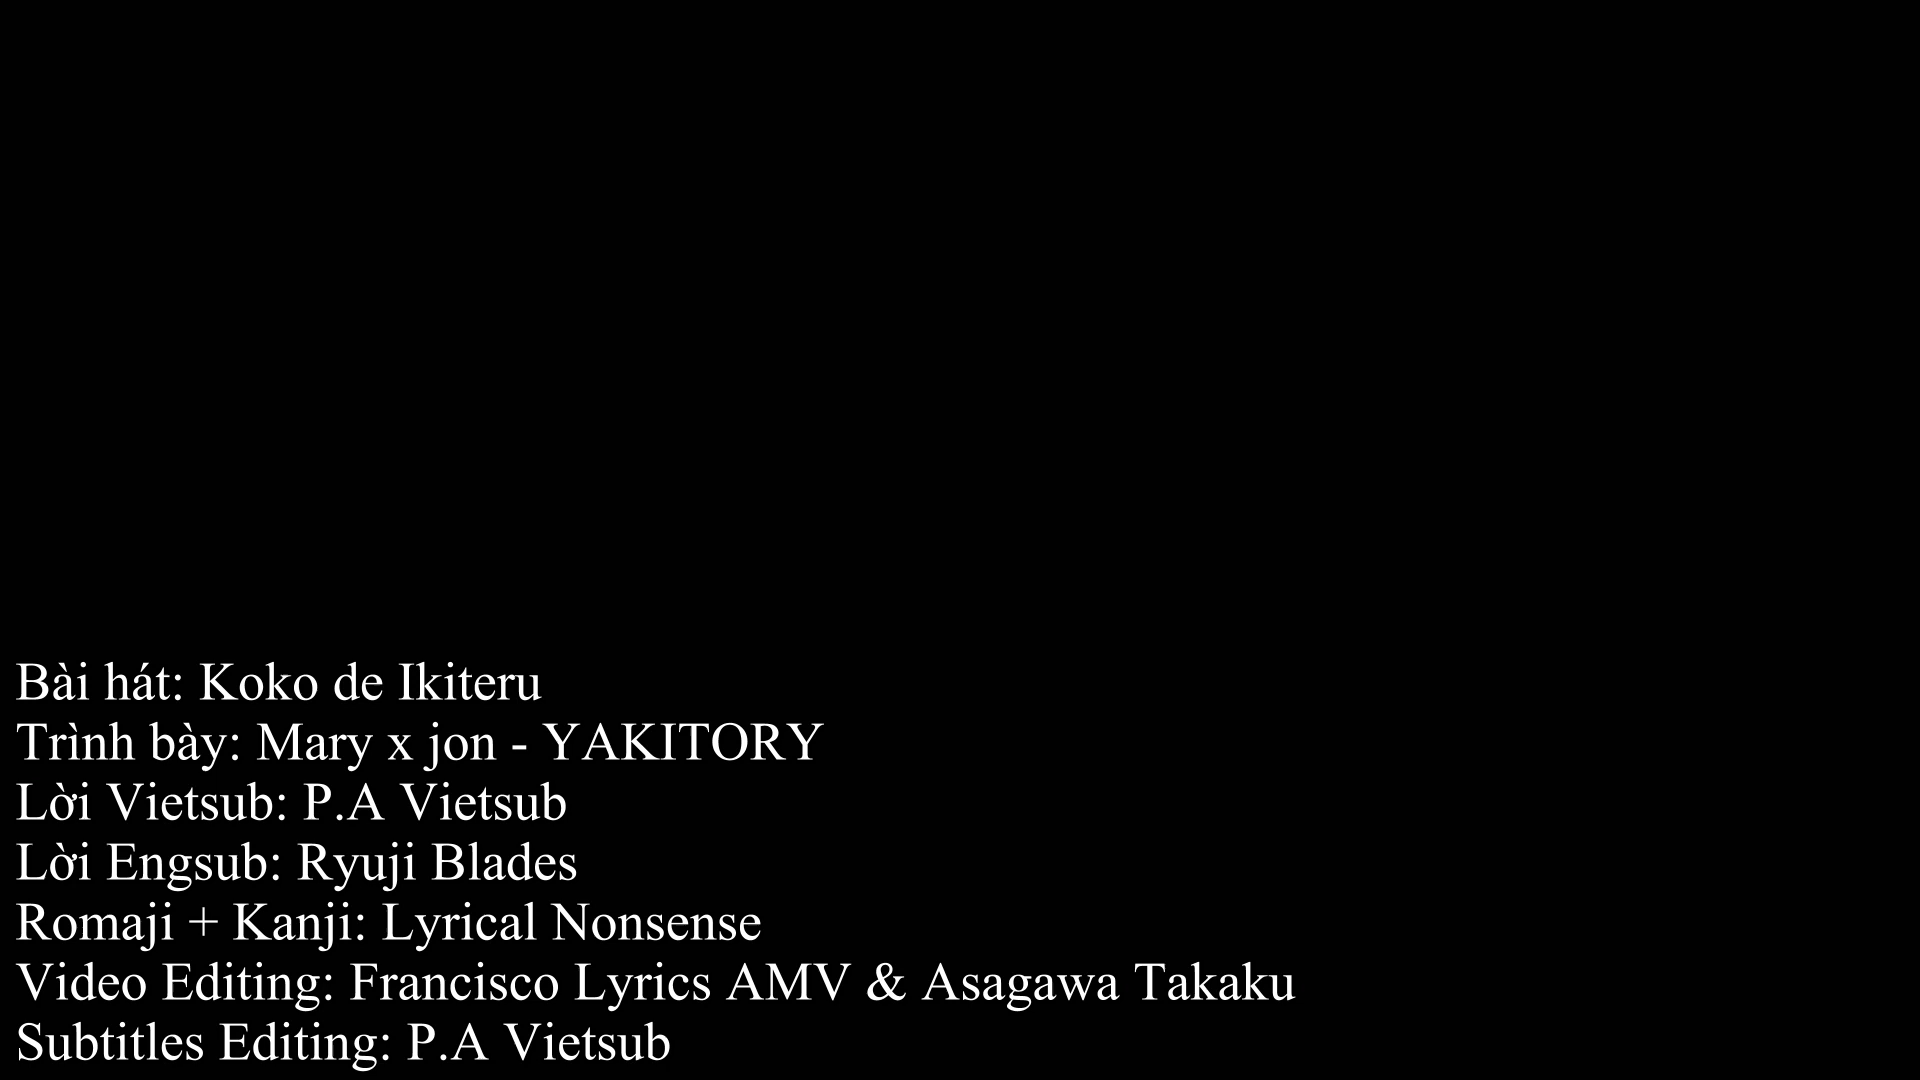 Bài hát: Koko de Ikiteru
Trình bày: Mary x jon - YAKITORY
Lời Vietsub: P.A Vietsub
Lời Engsub: Ryuji Blades
Romaji + Kanji: Lyrical Nonsense
Video Editing: Francisco Lyrics AMV & Asagawa Takaku
Subtitles Editing: P.A Vietsub